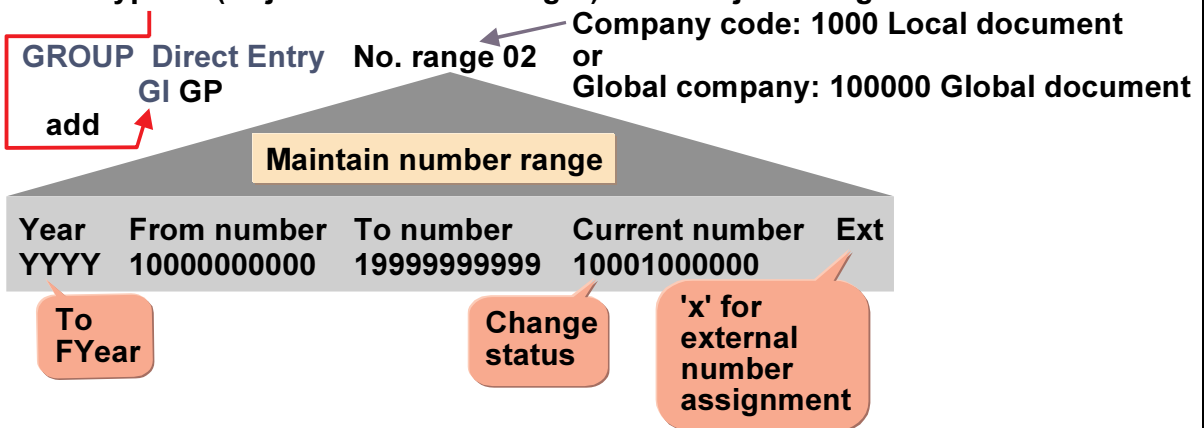 Company code: 1000 Local document
GROUP Direct Entry No. range 02 or
GI GP Global company: 100000 Global document
add
Maintain number range
Year From number To number Current number Ext
YYYY 10000000000 19999999999 10001000000
To
FYear
Change
status
'x' for
external
number
assignment